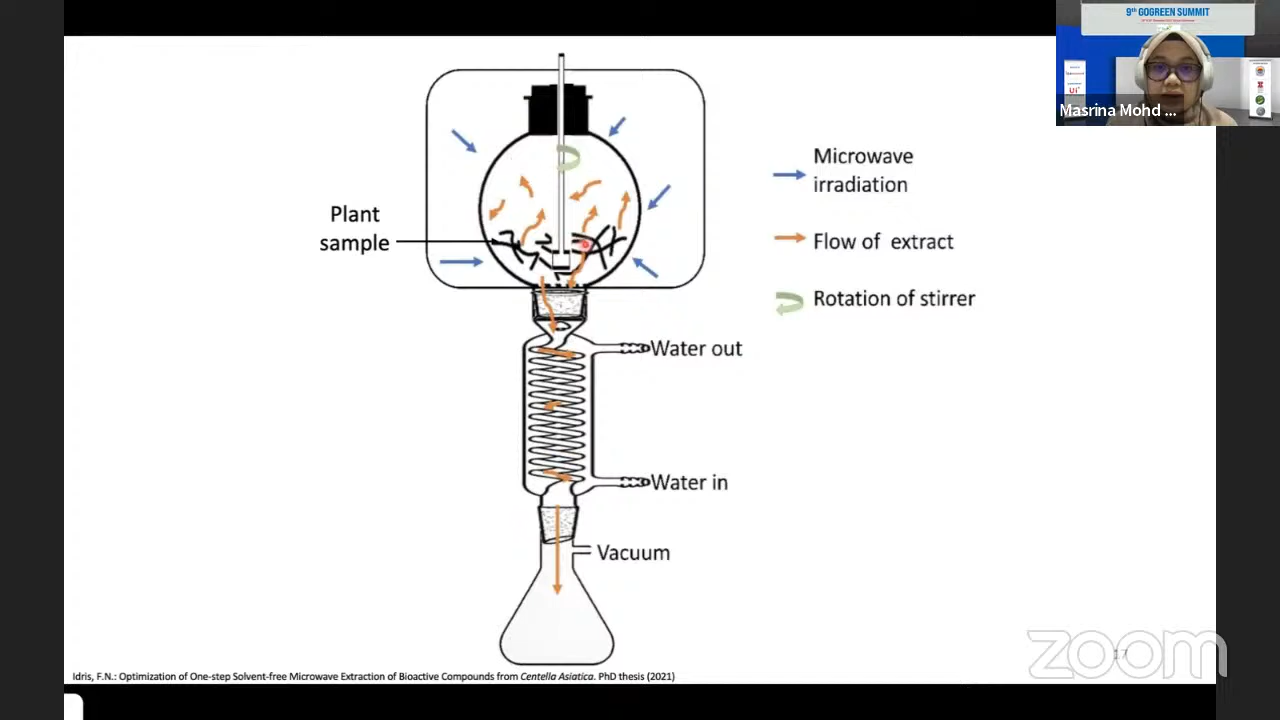 9th GOGREEN SUMMIT
Masrina Mohd ...
Microwave
irradiation
Plant
sample
Flow of extract
Rotation of stirrer
Water out
Water in
Vacuum
zoom
17
Idris, F.N.: Optimization of One-step Solvent-free Microwave Extraction of Bioactive Compounds from Centella Asiatica. PhD thesis (2021)